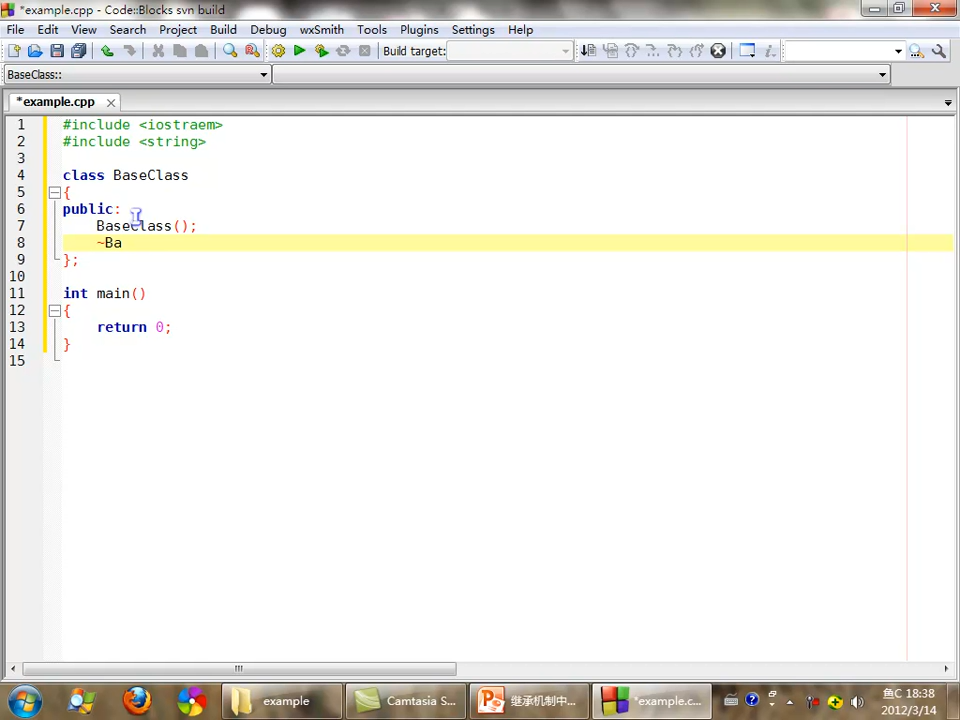 *example.cpp - Code::Blocks svn build
File Edit View Search Project Build Debug wxSmith Tools Plugins Settings Help
Build target:
BaseClass::
*example.cpp
1 #include <iostraem>
2 #include <string>
3
4 class BaseClass
5 {
6 public:
7 BaseClass();
8 ~Ba
9 };
10
11 int main()
12 {
13 return 0;
14 }
15
example
Camtasia S...
继承机制中...
*example.c...
鱼C 18:38
2012/3/14